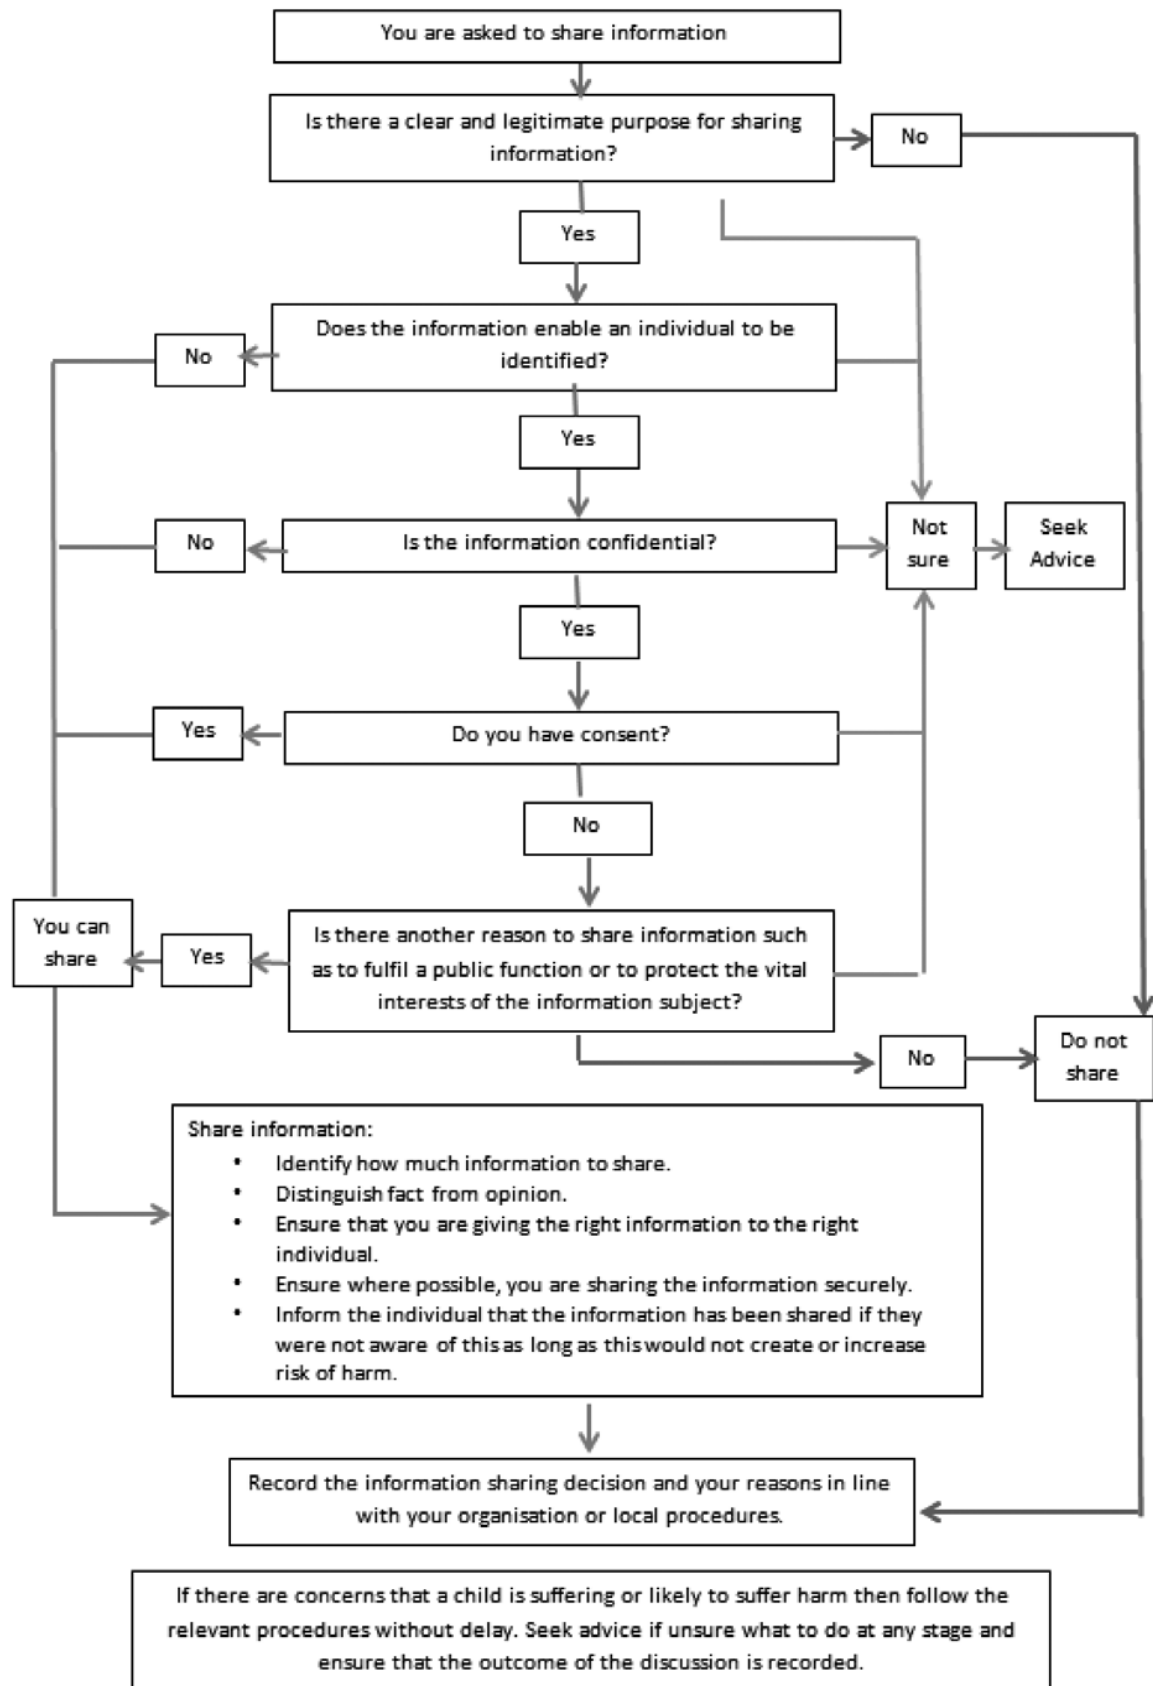 You are asked to share information
Is there a clear and legitimate purpose for sharing
information?
No
Yes
Does the information enable an individual to be
identified?
No
Yes
Is the information confidential?
No
Not
sure
Seek
Advice
Yes
Do you have consent?
Yes
No
Is there another reason to share information such
as to fulfil a public function or to protect the vital
interests of the information subject?
Yes
You can
share
No
Do not
share
Share information:
• Identify how much information to share.
• Distinguish fact from opinion.
• Ensure that you are giving the right information to the right
individual.
• Ensure where possible, you are sharing the information securely.
• Inform the individual that the information has been shared if they
were not aware of this as long as this would not create or increase
risk of harm.
Record the information sharing decision and your reasons in line
with your organisation or local procedures.
If there are concerns that a child is suffering or likely to suffer harm then follow the
relevant procedures without delay. Seek advice if unsure what to do at any stage and
ensure that the outcome of the discussion is recorded.